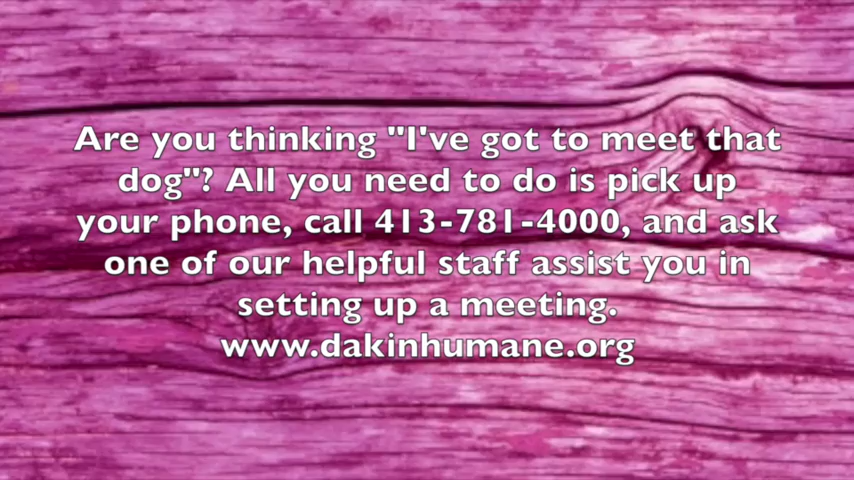 Are you thinking "I've got to meet that
dog"? All you need to do is pick up
your phone, call 413-781-4000, and ask
one of our helpful staff assist you in
setting up a meeting.
www.dakinhumane.org